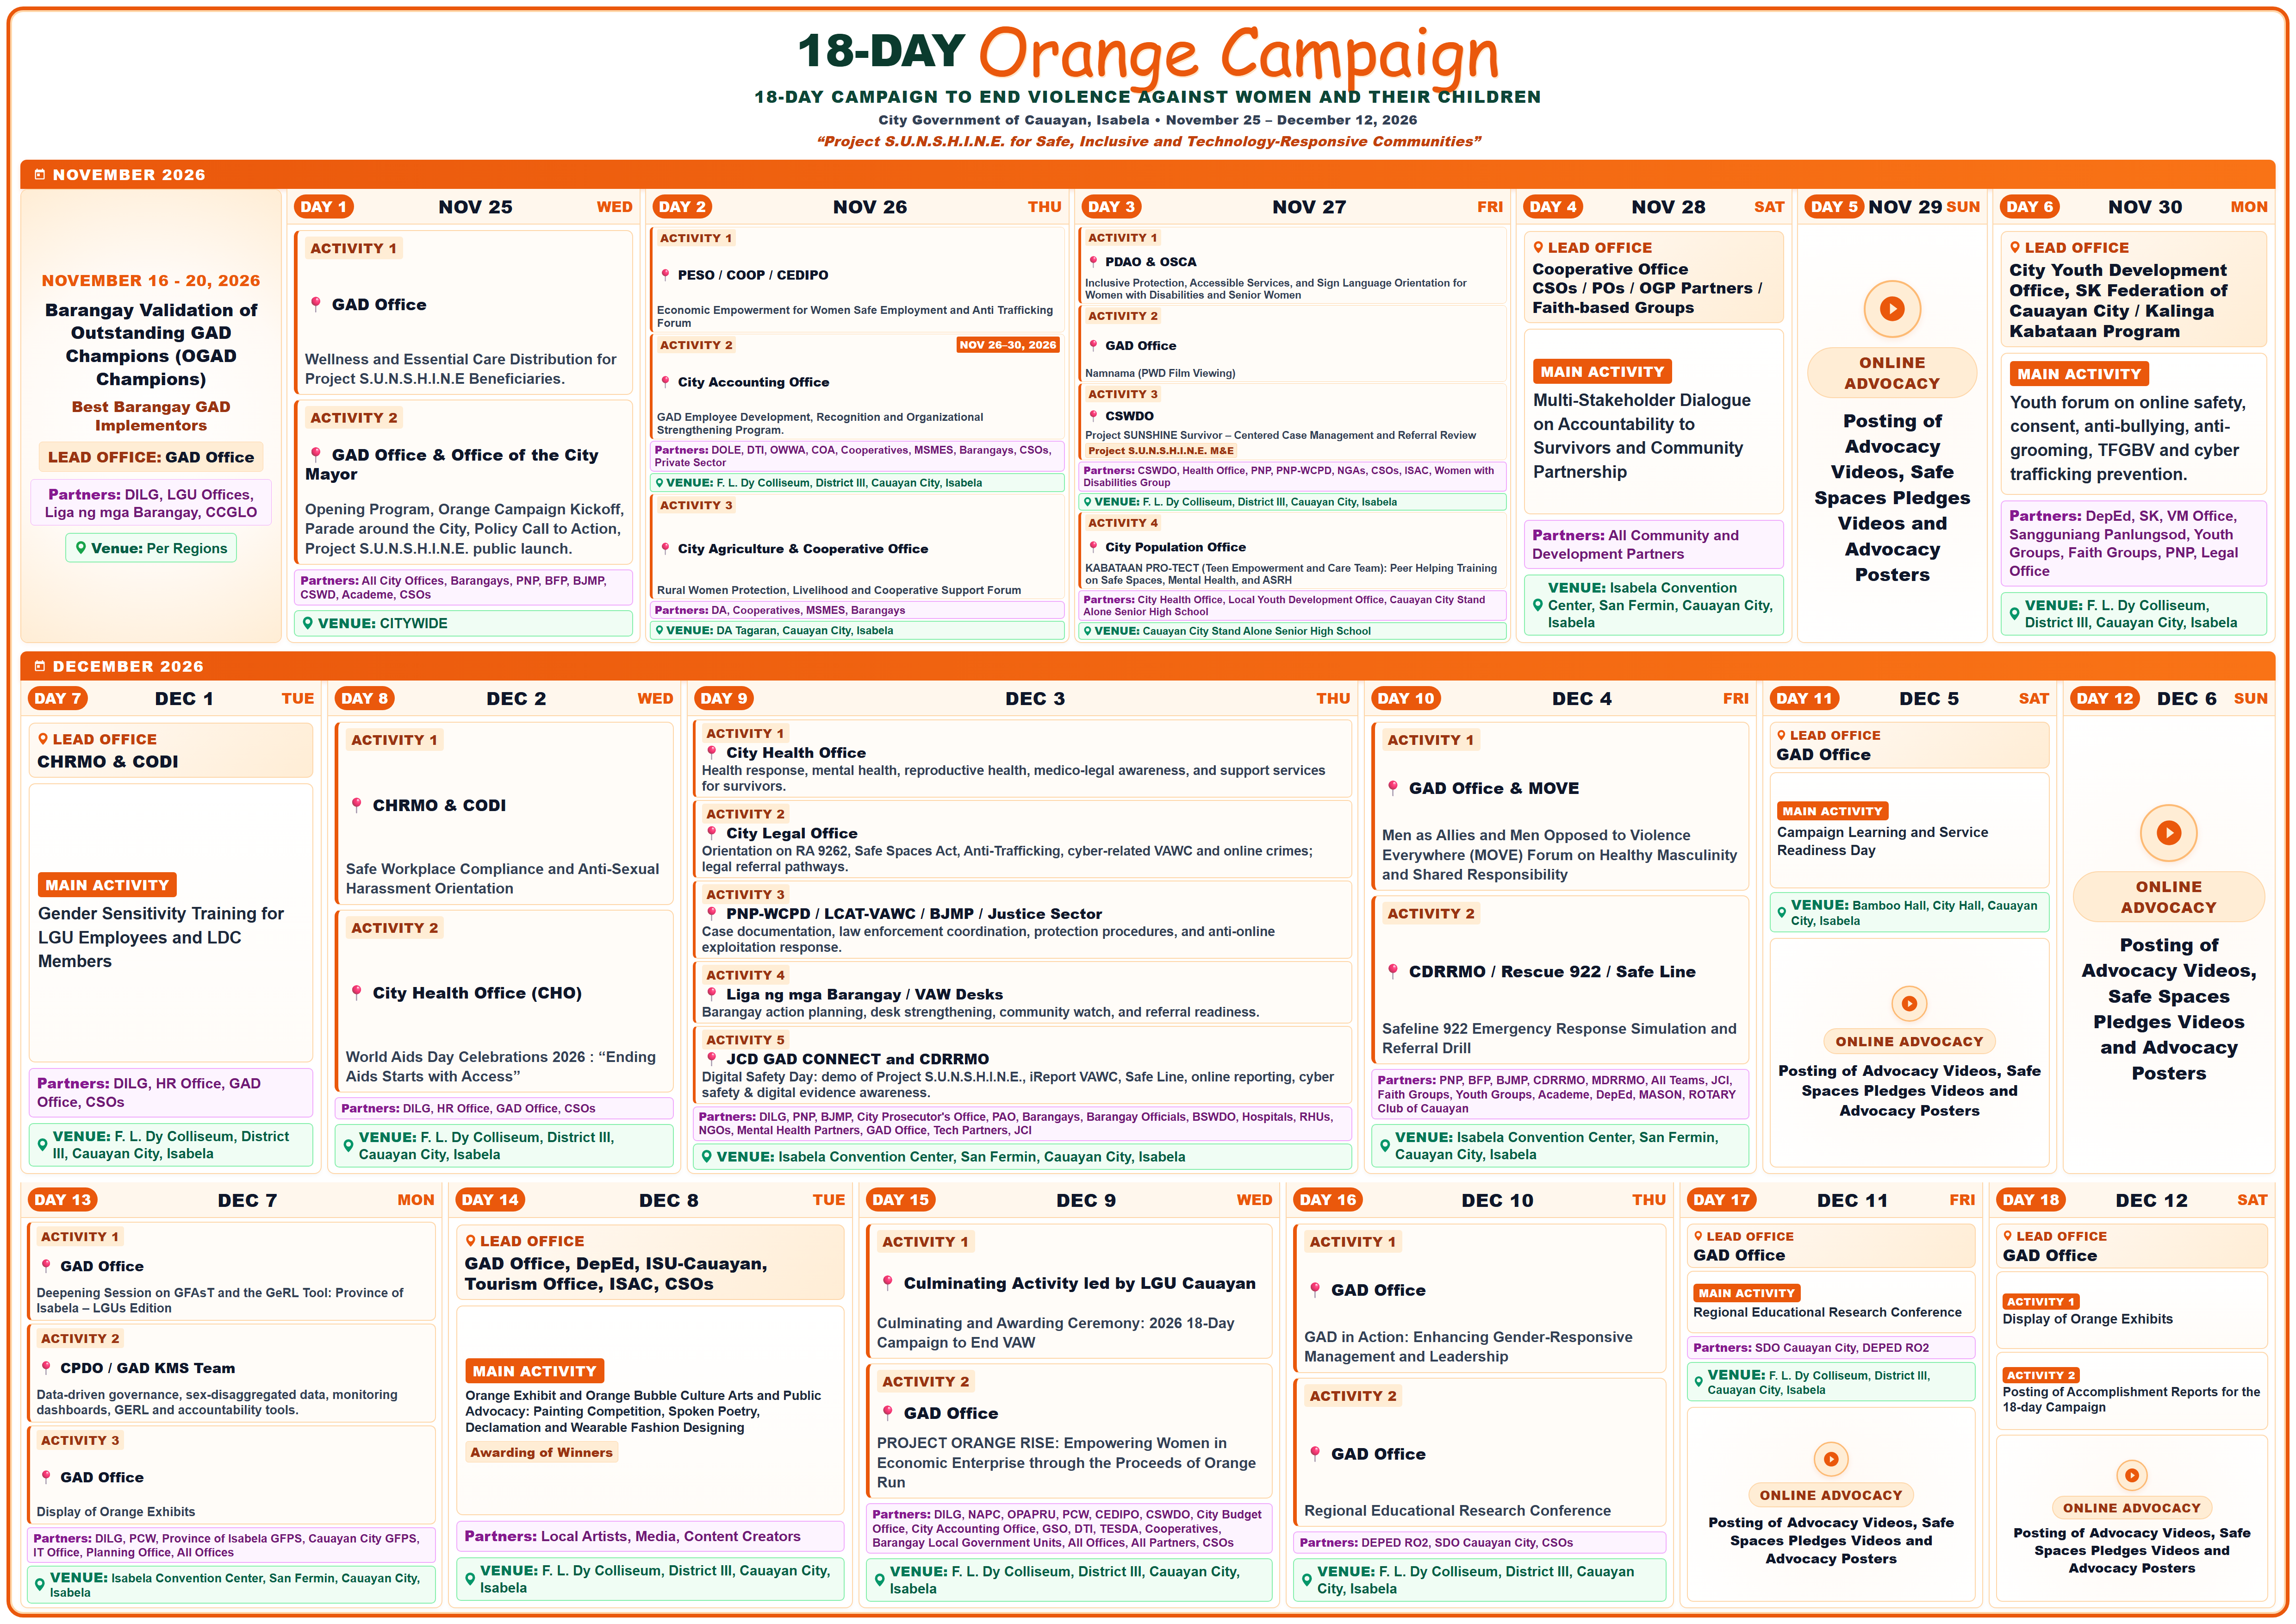 18-DAY Orange Campaign
18-DAY CAMPAIGN TO END VIOLENCE AGAINST WOMEN AND THEIR CHILDREN
City Government of Cauayan, Isabela • November 25 – December 12, 2026
“Project S.U.N.S.H.I.N.E. for Safe, Inclusive and Technology-Responsive Communities”
NOVEMBER 2026
NOVEMBER 16 - 20, 2026
Barangay Validation of
Outstanding GAD
Champions (OGAD
Champions)
Best Barangay GAD
Implementors
LEAD OFFICE: GAD Office
Partners: DILG, LGU Offices,
Liga ng mga Barangay, CCGLO
Venue: Per Regions
DAY 1 NOV 25 WED
ACTIVITY 1
GAD Office
Wellness and Essential Care Distribution for
Project S.U.N.S.H.I.N.E Beneficiaries.
ACTIVITY 2
GAD Office & Office of the City
Mayor
Opening Program, Orange Campaign Kickoff,
Parade around the City, Policy Call to Action,
Project S.U.N.S.H.I.N.E. public launch.
Partners: All City Offices, Barangays, PNP, BFP, BJMP,
CSWD, Academe, CSOs
VENUE: CITYWIDE
DAY 2 NOV 26 THU
ACTIVITY 1
PESO / COOP / CEDIPO
Economic Empowerment for Women Safe Employment and Anti Trafficking
Forum
ACTIVITY 2 NOV 26–30, 2026
City Accounting Office
GAD Employee Development, Recognition and Organizational
Strengthening Program.
Partners: DOLE, DTI, OWWA, COA, Cooperatives, MSMES, Barangays, CSOs,
Private Sector
VENUE: F. L. Dy Colliseum, District III, Cauayan City, Isabela
ACTIVITY 3
City Agriculture & Cooperative Office
Rural Women Protection, Livelihood and Cooperative Support Forum
Partners: DA, Cooperatives, MSMES, Barangays
VENUE: DA Tagaran, Cauayan City, Isabela
DAY 3 NOV 27 FRI
ACTIVITY 1
PDAO & OSCA
Inclusive Protection, Accessible Services, and Sign Language Orientation for
Women with Disabilities and Senior Women
ACTIVITY 2
GAD Office
Namnama (PWD Film Viewing)
ACTIVITY 3
CSWDO
Project SUNSHINE Survivor – Centered Case Management and Referral Review
Project S.U.N.S.H.I.N.E. M&E
Partners: CSWDO, Health Office, PNP, PNP-WCPD, NGAs, CSOs, ISAC, Women with
Disabilities Group
VENUE: F. L. Dy Colliseum, District III, Cauayan City, Isabela
ACTIVITY 4
City Population Office
KABATAAN PRO-TECT (Teen Empowerment and Care Team): Peer Helping Training
on Safe Spaces, Mental Health, and ASRH
Partners: City Health Office, Local Youth Development Office, Cauayan City Stand
Alone Senior High School
VENUE: Cauayan City Stand Alone Senior High School
DAY 4 NOV 28 SAT
LEAD OFFICE
Cooperative Office
CSOs / POs / OGP Partners /
Faith-based Groups
MAIN ACTIVITY
Multi-Stakeholder Dialogue
on Accountability to
Survivors and Community
Partnership
Partners: All Community and
Development Partners
VENUE: Isabela Convention
Center, San Fermin, Cauayan City,
Isabela
DAY 5 NOV 29 SUN
ONLINE
ADVOCACY
Posting of
Advocacy
Videos, Safe
Spaces Pledges
Videos and
Advocacy
Posters
DAY 6 NOV 30 MON
LEAD OFFICE
City Youth Development
Office, SK Federation of
Cauayan City / Kalinga
Kabataan Program
MAIN ACTIVITY
Youth forum on online safety,
consent, anti-bullying, anti-
grooming, TFGBV and cyber
trafficking prevention.
Partners: DepEd, SK, VM Office,
Sangguniang Panlungsod, Youth
Groups, Faith Groups, PNP, Legal
Office
VENUE: F. L. Dy Colliseum,
District III, Cauayan City, Isabela
DECEMBER 2026
DAY 7 DEC 1 TUE
LEAD OFFICE
CHRMO & CODI
MAIN ACTIVITY
Gender Sensitivity Training for
LGU Employees and LDC
Members
Partners: DILG, HR Office, GAD
Office, CSOs
VENUE: F. L. Dy Colliseum, District
III, Cauayan City, Isabela
DAY 8 DEC 2 WED
ACTIVITY 1
CHRMO & CODI
Safe Workplace Compliance and Anti-Sexual
Harassment Orientation
ACTIVITY 2
City Health Office (CHO)
World Aids Day Celebrations 2026 : “Ending
Aids Starts with Access”
Partners: DILG, HR Office, GAD Office, CSOs
VENUE: F. L. Dy Colliseum, District III,
Cauayan City, Isabela
DAY 9 DEC 3 THU
ACTIVITY 1
City Health Office
Health response, mental health, reproductive health, medico-legal awareness, and support services
for survivors.
ACTIVITY 2
City Legal Office
Orientation on RA 9262, Safe Spaces Act, Anti-Trafficking, cyber-related VAWC and online crimes;
legal referral pathways.
ACTIVITY 3
PNP-WCPD / LCAT-VAWC / BJMP / Justice Sector
Case documentation, law enforcement coordination, protection procedures, and anti-online
exploitation response.
ACTIVITY 4
Liga ng mga Barangay / VAW Desks
Barangay action planning, desk strengthening, community watch, and referral readiness.
ACTIVITY 5
JCD GAD CONNECT and CDRRMO
Digital Safety Day: demo of Project S.U.N.S.H.I.N.E., iReport VAWC, Safe Line, online reporting, cyber
safety & digital evidence awareness.
Partners: DILG, PNP, BJMP, City Prosecutor's Office, PAO, Barangays, Barangay Officials, BSWDO, Hospitals, RHUs,
NGOs, Mental Health Partners, GAD Office, Tech Partners, JCI
VENUE: Isabela Convention Center, San Fermin, Cauayan City, Isabela
DAY 10 DEC 4 FRI
ACTIVITY 1
GAD Office & MOVE
Men as Allies and Men Opposed to Violence
Everywhere (MOVE) Forum on Healthy Masculinity
and Shared Responsibility
ACTIVITY 2
CDRRMO / Rescue 922 / Safe Line
Safeline 922 Emergency Response Simulation and
Referral Drill
Partners: PNP, BFP, BJMP, CDRRMO, MDRRMO, All Teams, JCI,
Faith Groups, Youth Groups, Academe, DepEd, MASON, ROTARY
Club of Cauayan
VENUE: Isabela Convention Center, San Fermin,
Cauayan City, Isabela
DAY 11 DEC 5 SAT
LEAD OFFICE
GAD Office
MAIN ACTIVITY
Campaign Learning and Service
Readiness Day
VENUE: Bamboo Hall, City Hall, Cauayan
City, Isabela
ONLINE ADVOCACY
Posting of Advocacy Videos, Safe
Spaces Pledges Videos and
Advocacy Posters
DAY 12 DEC 6 SUN
ONLINE
ADVOCACY
Posting of
Advocacy Videos,
Safe Spaces
Pledges Videos
and Advocacy
Posters
DAY 13 DEC 7 MON
ACTIVITY 1
GAD Office
Deepening Session on GFAsT and the GeRL Tool: Province of
Isabela – LGUs Edition
ACTIVITY 2
CPDO / GAD KMS Team
Data-driven governance, sex-disaggregated data, monitoring
dashboards, GERL and accountability tools.
ACTIVITY 3
GAD Office
Display of Orange Exhibits
Partners: DILG, PCW, Province of Isabela GFPS, Cauayan City GFPS,
IT Office, Planning Office, All Offices
VENUE: Isabela Convention Center, San Fermin, Cauayan City,
Isabela
DAY 14 DEC 8 TUE
LEAD OFFICE
GAD Office, DepEd, ISU-Cauayan,
Tourism Office, ISAC, CSOs
MAIN ACTIVITY
Orange Exhibit and Orange Bubble Culture Arts and Public
Advocacy: Painting Competition, Spoken Poetry,
Declamation and Wearable Fashion Designing
Awarding of Winners
Partners: Local Artists, Media, Content Creators
VENUE: F. L. Dy Colliseum, District III, Cauayan City,
Isabela
DAY 15 DEC 9 WED
ACTIVITY 1
Culminating Activity led by LGU Cauayan
Culminating and Awarding Ceremony: 2026 18-Day
Campaign to End VAW
ACTIVITY 2
GAD Office
PROJECT ORANGE RISE: Empowering Women in
Economic Enterprise through the Proceeds of Orange
Run
Partners: DILG, NAPC, OPAPRU, PCW, CEDIPO, CSWDO, City Budget
Office, City Accounting Office, GSO, DTI, TESDA, Cooperatives,
Barangay Local Government Units, All Offices, All Partners, CSOs
VENUE: F. L. Dy Colliseum, District III, Cauayan City,
Isabela
DAY 16 DEC 10 THU
ACTIVITY 1
GAD Office
GAD in Action: Enhancing Gender-Responsive
Management and Leadership
ACTIVITY 2
GAD Office
Regional Educational Research Conference
Partners: DEPED RO2, SDO Cauayan City, CSOs
VENUE: F. L. Dy Colliseum, District III, Cauayan
City, Isabela
DAY 17 DEC 11 FRI
LEAD OFFICE
GAD Office
MAIN ACTIVITY
Regional Educational Research Conference
Partners: SDO Cauayan City, DEPED RO2
VENUE: F. L. Dy Colliseum, District III,
Cauayan City, Isabela
ONLINE ADVOCACY
Posting of Advocacy Videos, Safe
Spaces Pledges Videos and
Advocacy Posters
DAY 18 DEC 12 SAT
LEAD OFFICE
GAD Office
ACTIVITY 1
Display of Orange Exhibits
ACTIVITY 2
Posting of Accomplishment Reports for the
18-day Campaign
ONLINE ADVOCACY
Posting of Advocacy Videos, Safe
Spaces Pledges Videos and
Advocacy Posters